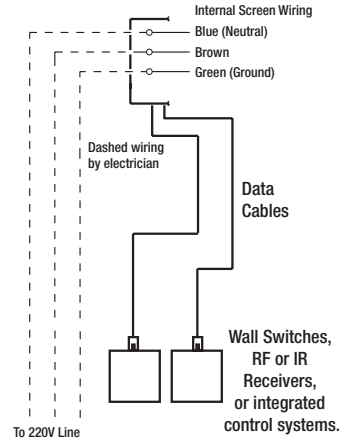 Internal Screen Wiring
Blue (Neutral)
Brown
Green (Ground)
Dashed wiring
by electrician
Data
Cables
Wall Switches,
RF or IR
Receivers,
or integrated
control systems.
To 220V Line